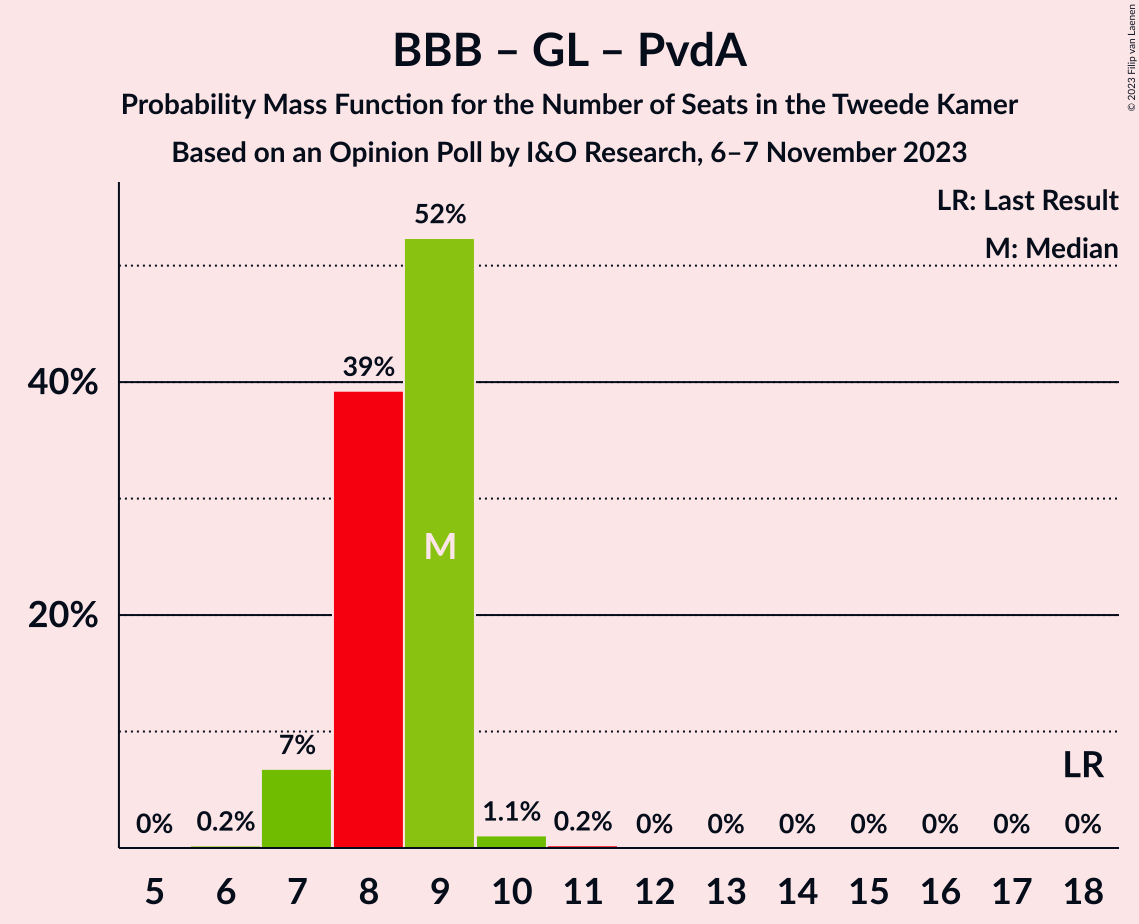 BBB – GL – PvdA
Probability Mass Function for the Number of Seats in the Tweede Kamer
Based on an Opinion Poll by I&O Research, 6–7 November 2023
© 2023 Filip van Laenen
LR: Last Result
M: Median
52%
39%
40%
M
20%
7%
LR
0% 0.2% 1.1% 0.2% 0% 0% 0% 0% 0% 0% 0%
5 6 7 8 9 10 11 12 13 14 15 16 17 18